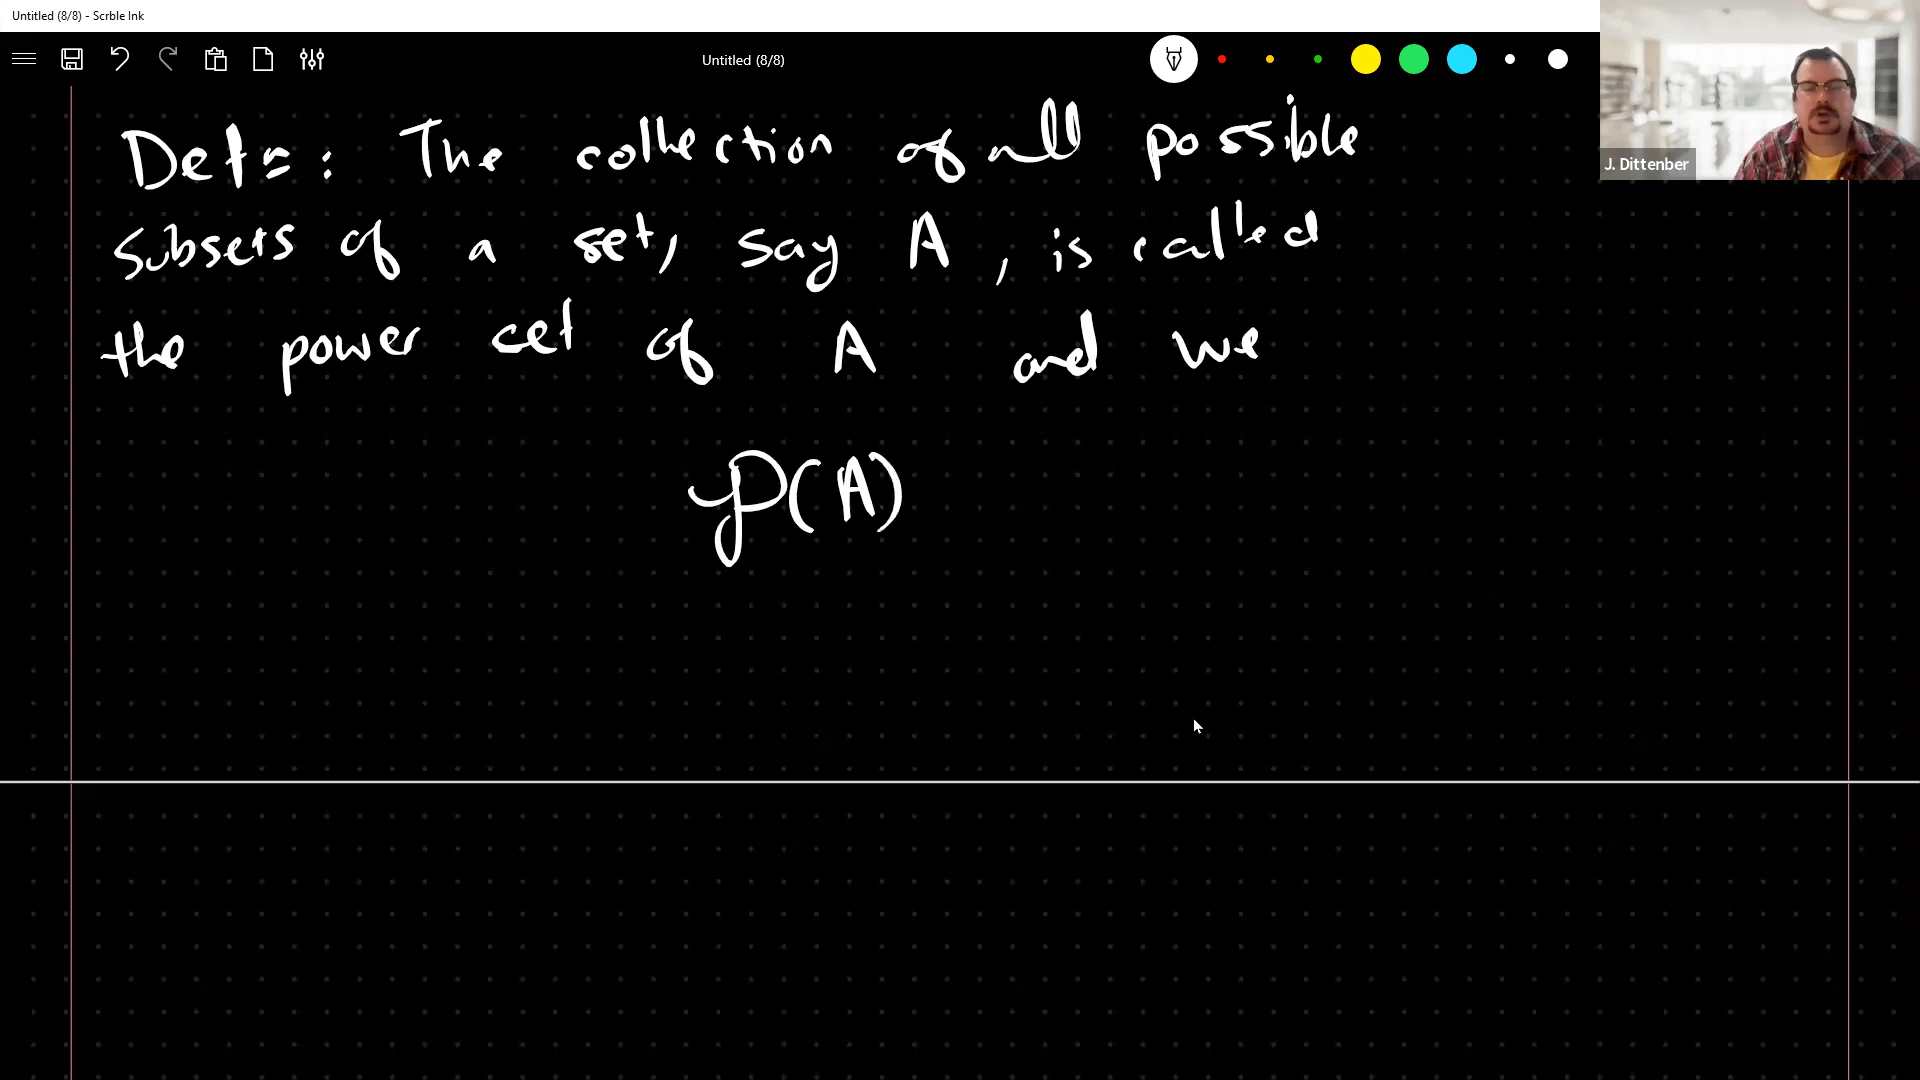 Untitled (8/8) - Scrble Ink
Untitled (8/8)
J. Dittenber
Defn: The collection of all possible
subsets of a set, say A, is called
the power set of A and we
℘(A)